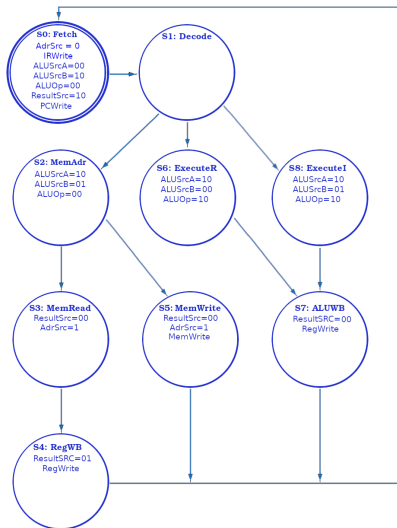 S0: Fetch
AdrSrc = 0
IRWrite
ALUSrcA=00
ALUSrcB=10
ALUOp=00
ResultSrc=10
PCWrite
S1: Decode
S2: MemAdr
ALUSrcA=10
ALUSrcB=01
ALUOp=00
S6: ExecuteR
ALUSrcA=10
ALUSrcB=00
ALUOp=10
S8: ExecuteI
ALUSrcA=10
ALUSrcB=01
ALUOp=10
S3: MemRead
ResultSrc=00
AdrSrc=1
S5: MemWrite
ResultSrc=00
AdrSrc=1
MemWrite
S7: ALUWB
ResultSRC=00
RegWrite
S4: RegWB
ResultSRC=01
RegWrite